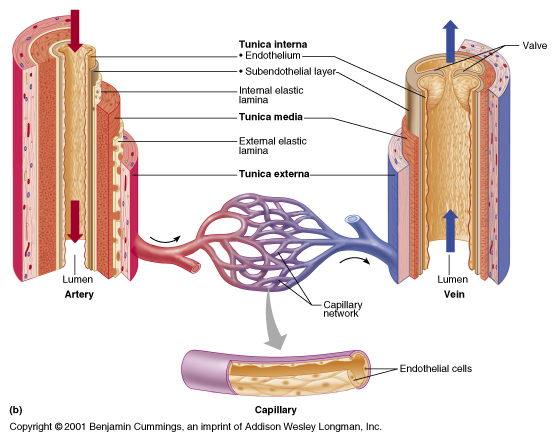 Tunica interna
• Endothelium
• Subendothelial layer
Internal elastic
lamina
Tunica media
External elastic
lamina
Tunica externa
Valve
Lumen
Artery
Lumen
Vein
Capillary
network
Endothelial cells
(b)
Capillary
Copyright © 2001 Benjamin Cummings, an imprint of Addison Wesley Longman, Inc.